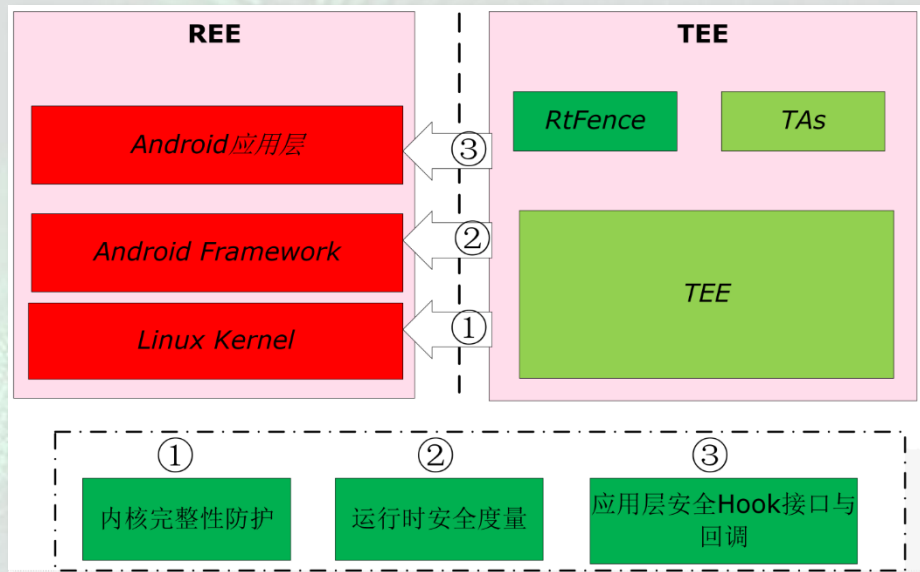 REE
Android应用层
Android Framework
Linux Kernel
③
②
①
TEE
RtFence
TAs
TEE
①
内核完整性防护
②
运行时安全度量
③
应用层安全Hook接口与
回调